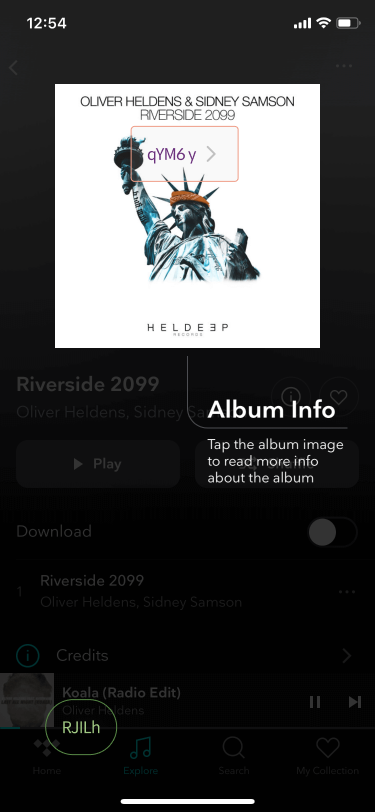 12:54
OLIVER HELDENS & SIDNEY SAMSON
RIVERSIDE 2099
qYM6 y
HELDEEP
RECORDS
Riverside 2099
Oliver Heldens, Sidney
Album Info
Tap the album image
to read more info
about the album
Play
Download
1
Riverside 2099
Oliver Heldens, Sidney Samson
Credits
Koala (Radio Edit)
Oliver Heldens
RJILh
Home
Explore
Search
My Collection